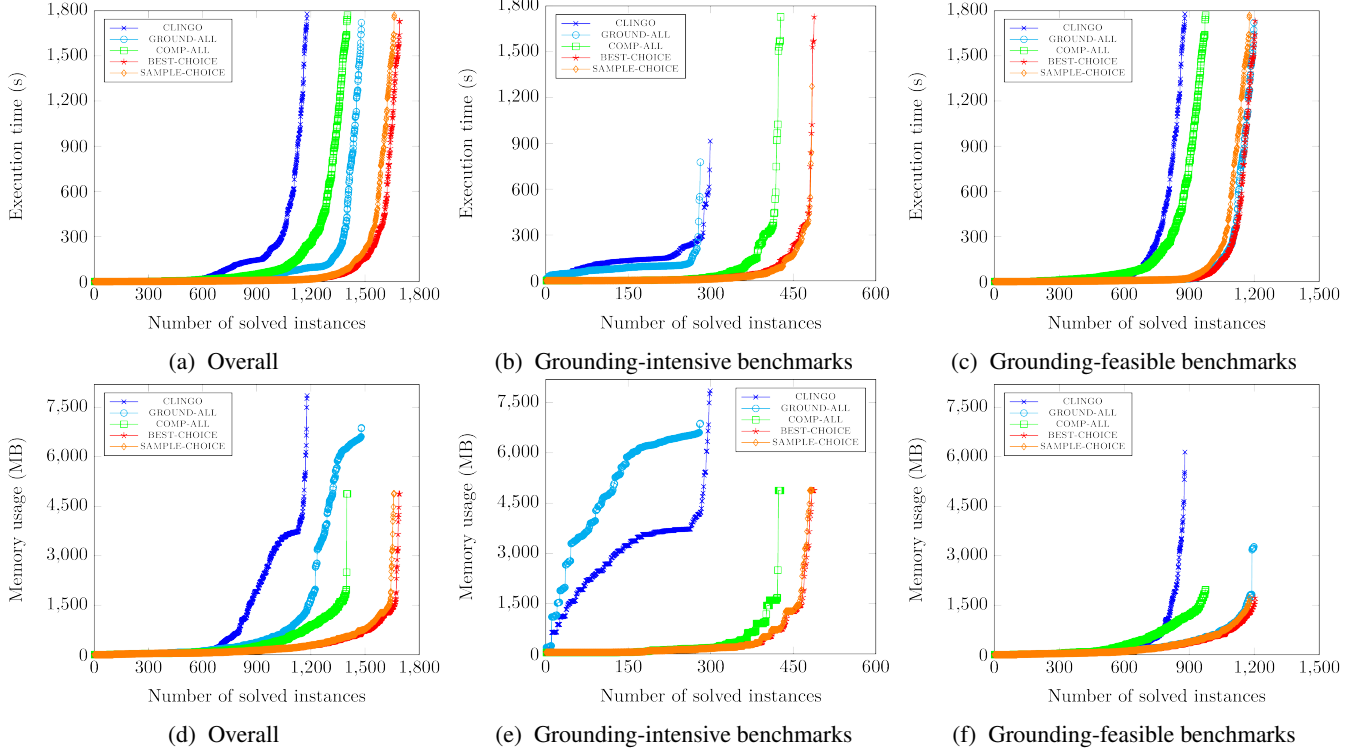 1,800
1,500
1,200
900
600
300
0
Execution time (s)
CLINGO
GROUND-ALL
COMP-ALL
BEST-CHOICE
SAMPLE-CHOICE
0 300 600 900 1,200 1,500 1,800
Number of solved instances
(a) Overall
1,800
1,500
1,200
900
600
300
0
Execution time (s)
CLINGO
GROUND-ALL
COMP-ALL
BEST-CHOICE
SAMPLE-CHOICE
0 150 300 450 600
Number of solved instances
(b) Grounding-intensive benchmarks
1,800
1,500
1,200
900
600
300
0
Execution time (s)
CLINGO
GROUND-ALL
COMP-ALL
BEST-CHOICE
SAMPLE-CHOICE
0 300 600 900 1,200 1,500
Number of solved instances
(c) Grounding-feasible benchmarks
7,500
6,000
4,500
3,000
1,500
0
Memory usage (MB)
CLINGO
GROUND-ALL
COMP-ALL
BEST-CHOICE
SAMPLE-CHOICE
0 300 600 900 1,200 1,500 1,800
Number of solved instances
(d) Overall
7,500
6,000
4,500
3,000
1,500
0
Memory usage (MB)
CLINGO
GROUND-ALL
COMP-ALL
BEST-CHOICE
SAMPLE-CHOICE
0 150 300 450 600
Number of solved instances
(e) Grounding-intensive benchmarks
7,500
6,000
4,500
3,000
1,500
0
Memory usage (MB)
CLINGO
GROUND-ALL
COMP-ALL
BEST-CHOICE
SAMPLE-CHOICE
0 300 600 900 1,200 1,500
Number of solved instances
(f) Grounding-feasible benchmarks